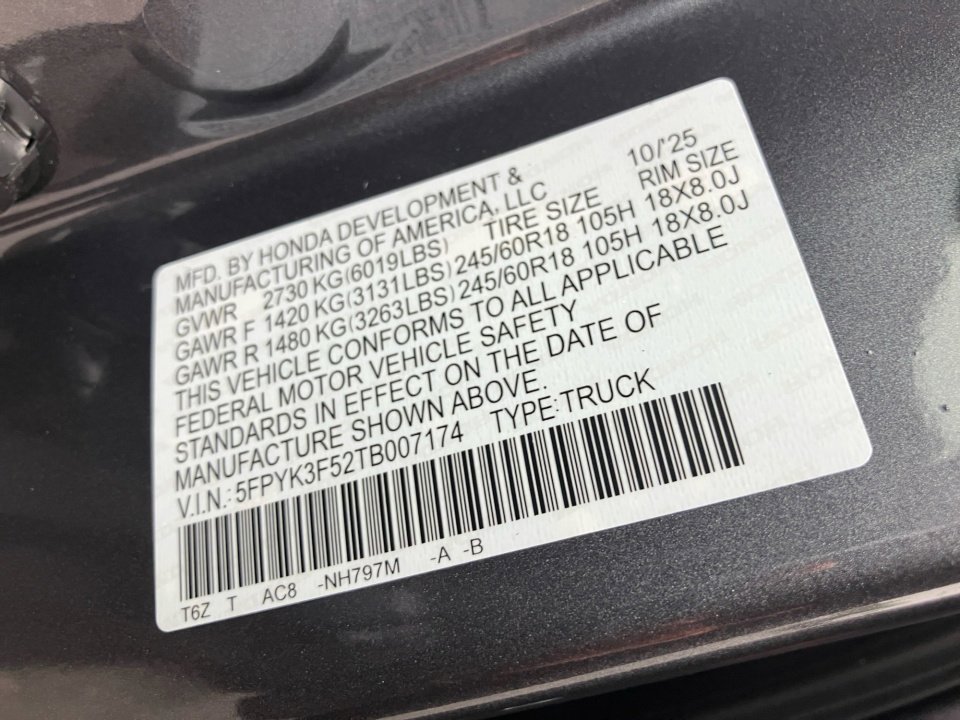 MFD. BY HONDA DEVELOPMENT & 10/'25
MANUFACTURING OF AMERICA, LLC RIM SIZE
GVWR 2730 KG(6019LBS) TIRE SIZE
GAWR F 1420 KG(3131LBS) 245/60R18 105H 18X8.0J
GAWR R 1480 KG(3263LBS) 245/60R18 105H 18X8.0J
THIS VEHICLE CONFORMS TO ALL APPLICABLE
FEDERAL MOTOR VEHICLE SAFETY
STANDARDS IN EFFECT ON THE DATE OF
MANUFACTURE SHOWN ABOVE.
V.I.N.: 5FPYK3F52TB007174 TYPE:TRUCK
T6Z T AC8 -NH797M -A -B